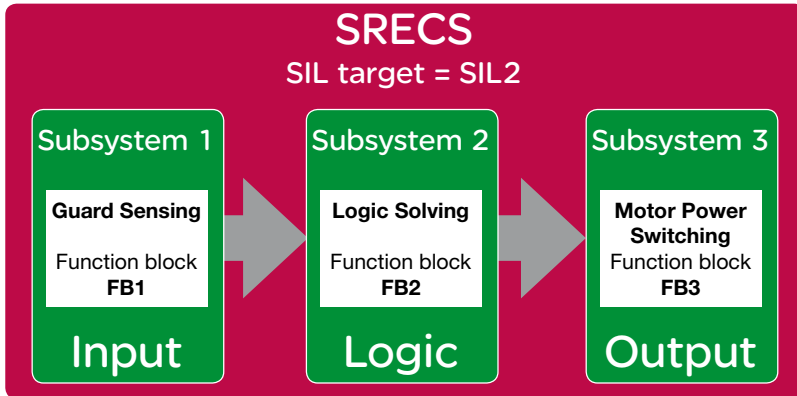 SRECS
SIL target = SIL2
Subsystem 1
Guard Sensing
Function block
FB1
Input
Subsystem 2
Logic Solving
Function block
FB2
Logic
Subsystem 3
Motor Power
Switching
Function block
FB3
Output